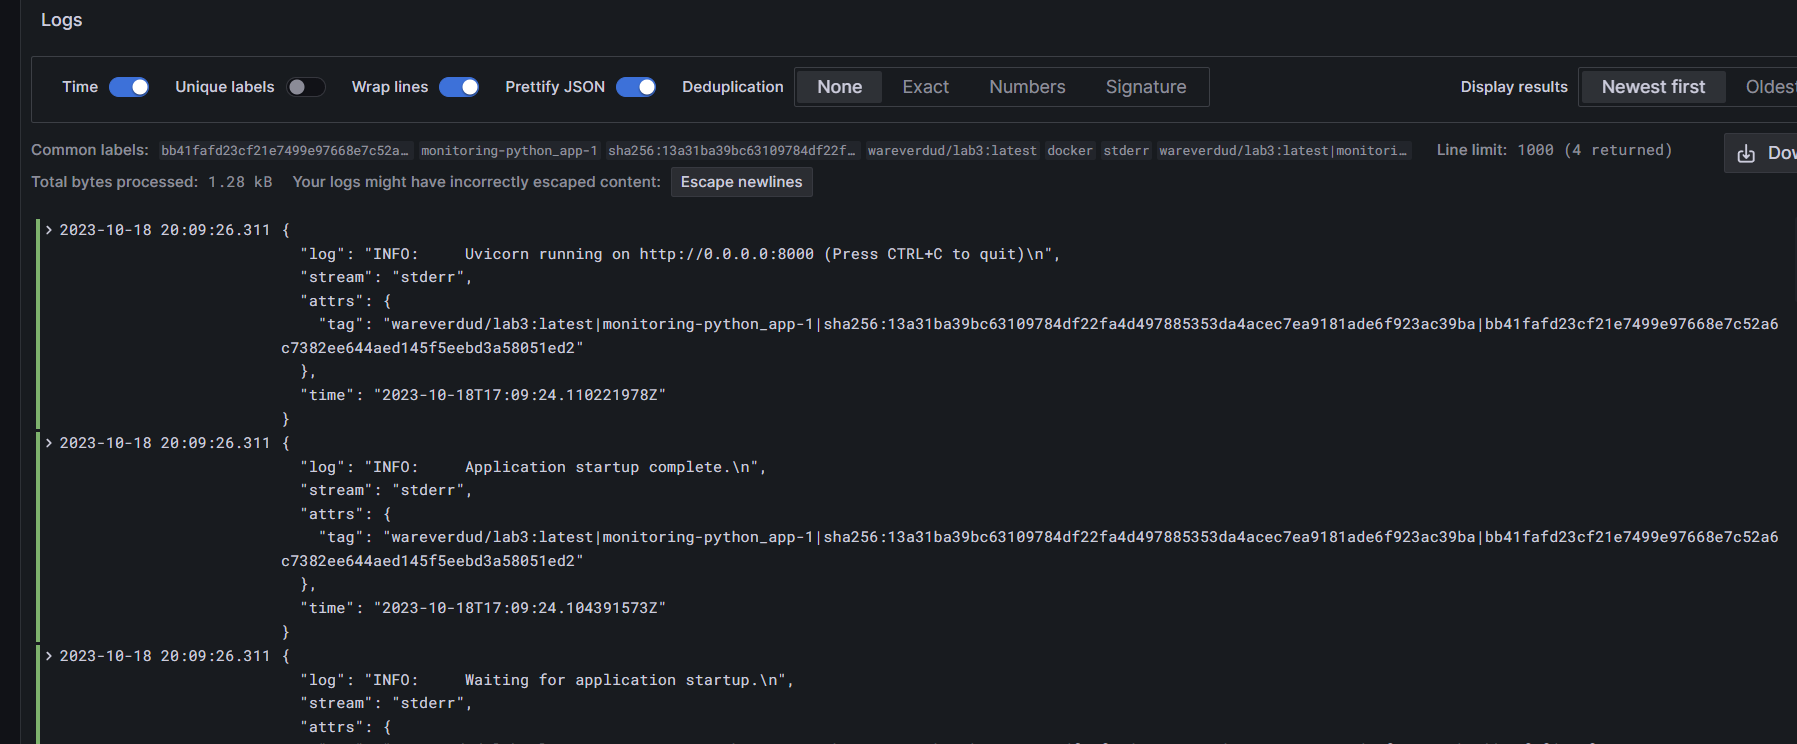 Logs
Time Unique labels Wrap lines Prettify JSON Deduplication None Exact Numbers Signature Display results Newest first Oldest
Common labels: bb41fafd23cf21e7499e97668e7c52a… monitoring-python_app-1 sha256:13a31ba39bc63109784df22f… wareverdud/lab3:latest docker stderr wareverdud/lab3:latest|monitori… Line limit: 1000 (4 returned) Dow
Total bytes processed: 1.28 kB Your logs might have incorrectly escaped content: Escape newlines
> 2023-10-18 20:09:26.311 {
"log": "INFO:     Uvicorn running on http://0.0.0.0:8000 (Press CTRL+C to quit)\n",
"stream": "stderr",
"attrs": {
"tag": "wareverdud/lab3:latest|monitoring-python_app-1|sha256:13a31ba39bc63109784df22fa4d497885353da4acec7ea9181ade6f923ac39ba|bb41fafd23cf21e7499e97668e7c52a6
c7382ee644aed145f5eebd3a58051ed2"
},
"time": "2023-10-18T17:09:24.110221978Z"
}
> 2023-10-18 20:09:26.311 {
"log": "INFO:     Application startup complete.\n",
"stream": "stderr",
"attrs": {
"tag": "wareverdud/lab3:latest|monitoring-python_app-1|sha256:13a31ba39bc63109784df22fa4d497885353da4acec7ea9181ade6f923ac39ba|bb41fafd23cf21e7499e97668e7c52a6
c7382ee644aed145f5eebd3a58051ed2"
},
"time": "2023-10-18T17:09:24.104391573Z"
}
> 2023-10-18 20:09:26.311 {
"log": "INFO:     Waiting for application startup.\n",
"stream": "stderr",
"attrs": {